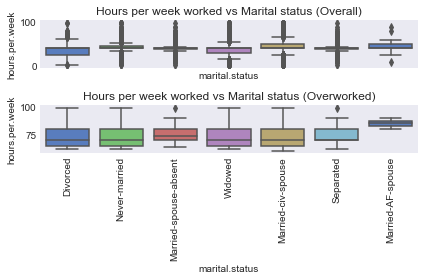 Hours per week worked vs Marital status (Overall)
hours.per.week
100
0
marital.status
Hours per week worked vs Marital status (Overworked)
hours.per.week
100
75
Divorced
Never-married
Married-spouse-absent
Widowed
Married-civ-spouse
Separated
Married-AF-spouse
marital.status